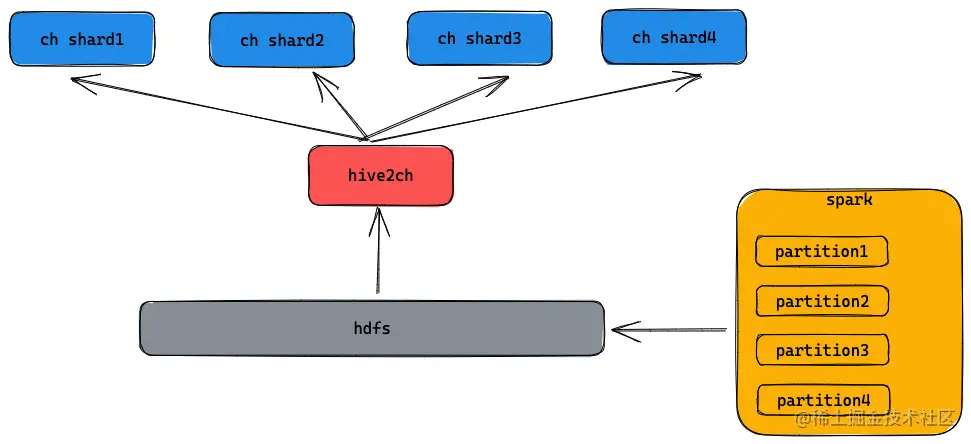 ch shard1
ch shard2
ch shard3
ch shard4
hive2ch
spark
partition1
partition2
hdfs
partition3
partition4
@稀土掘金技术社区